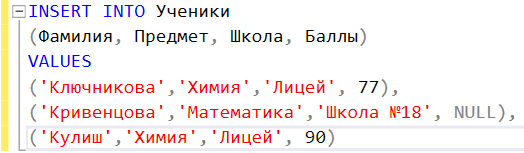 INSERT INTO Ученики
(Фамилия, Предмет, Школа, Баллы)
VALUES
('Ключникова','Химия','Лицей', 77),
('Кривенцова','Математика','Школа №18', NULL),
('Кулиш','Химия','Лицей', 90)